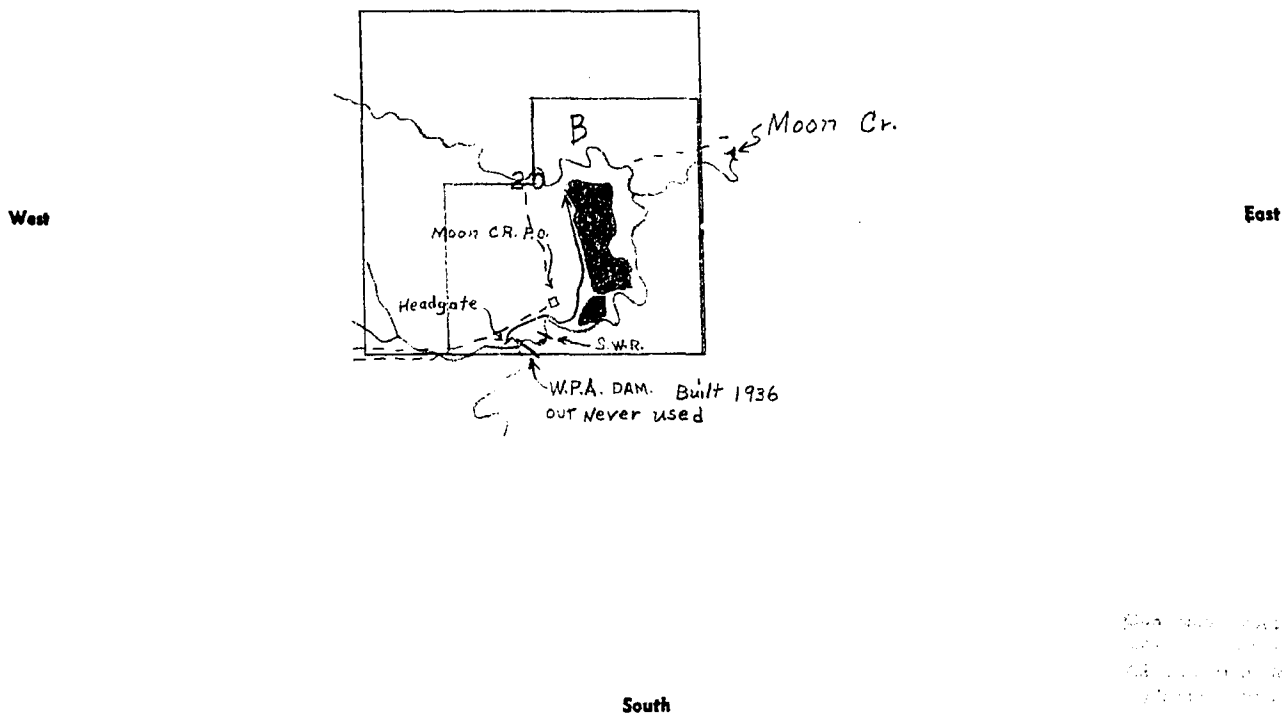 B
Moon Cr.
20
West
East
Moon CR. P.O.
Headgate
S.W.R.
W.P.A. DAM. Built 1936
out Never used
South